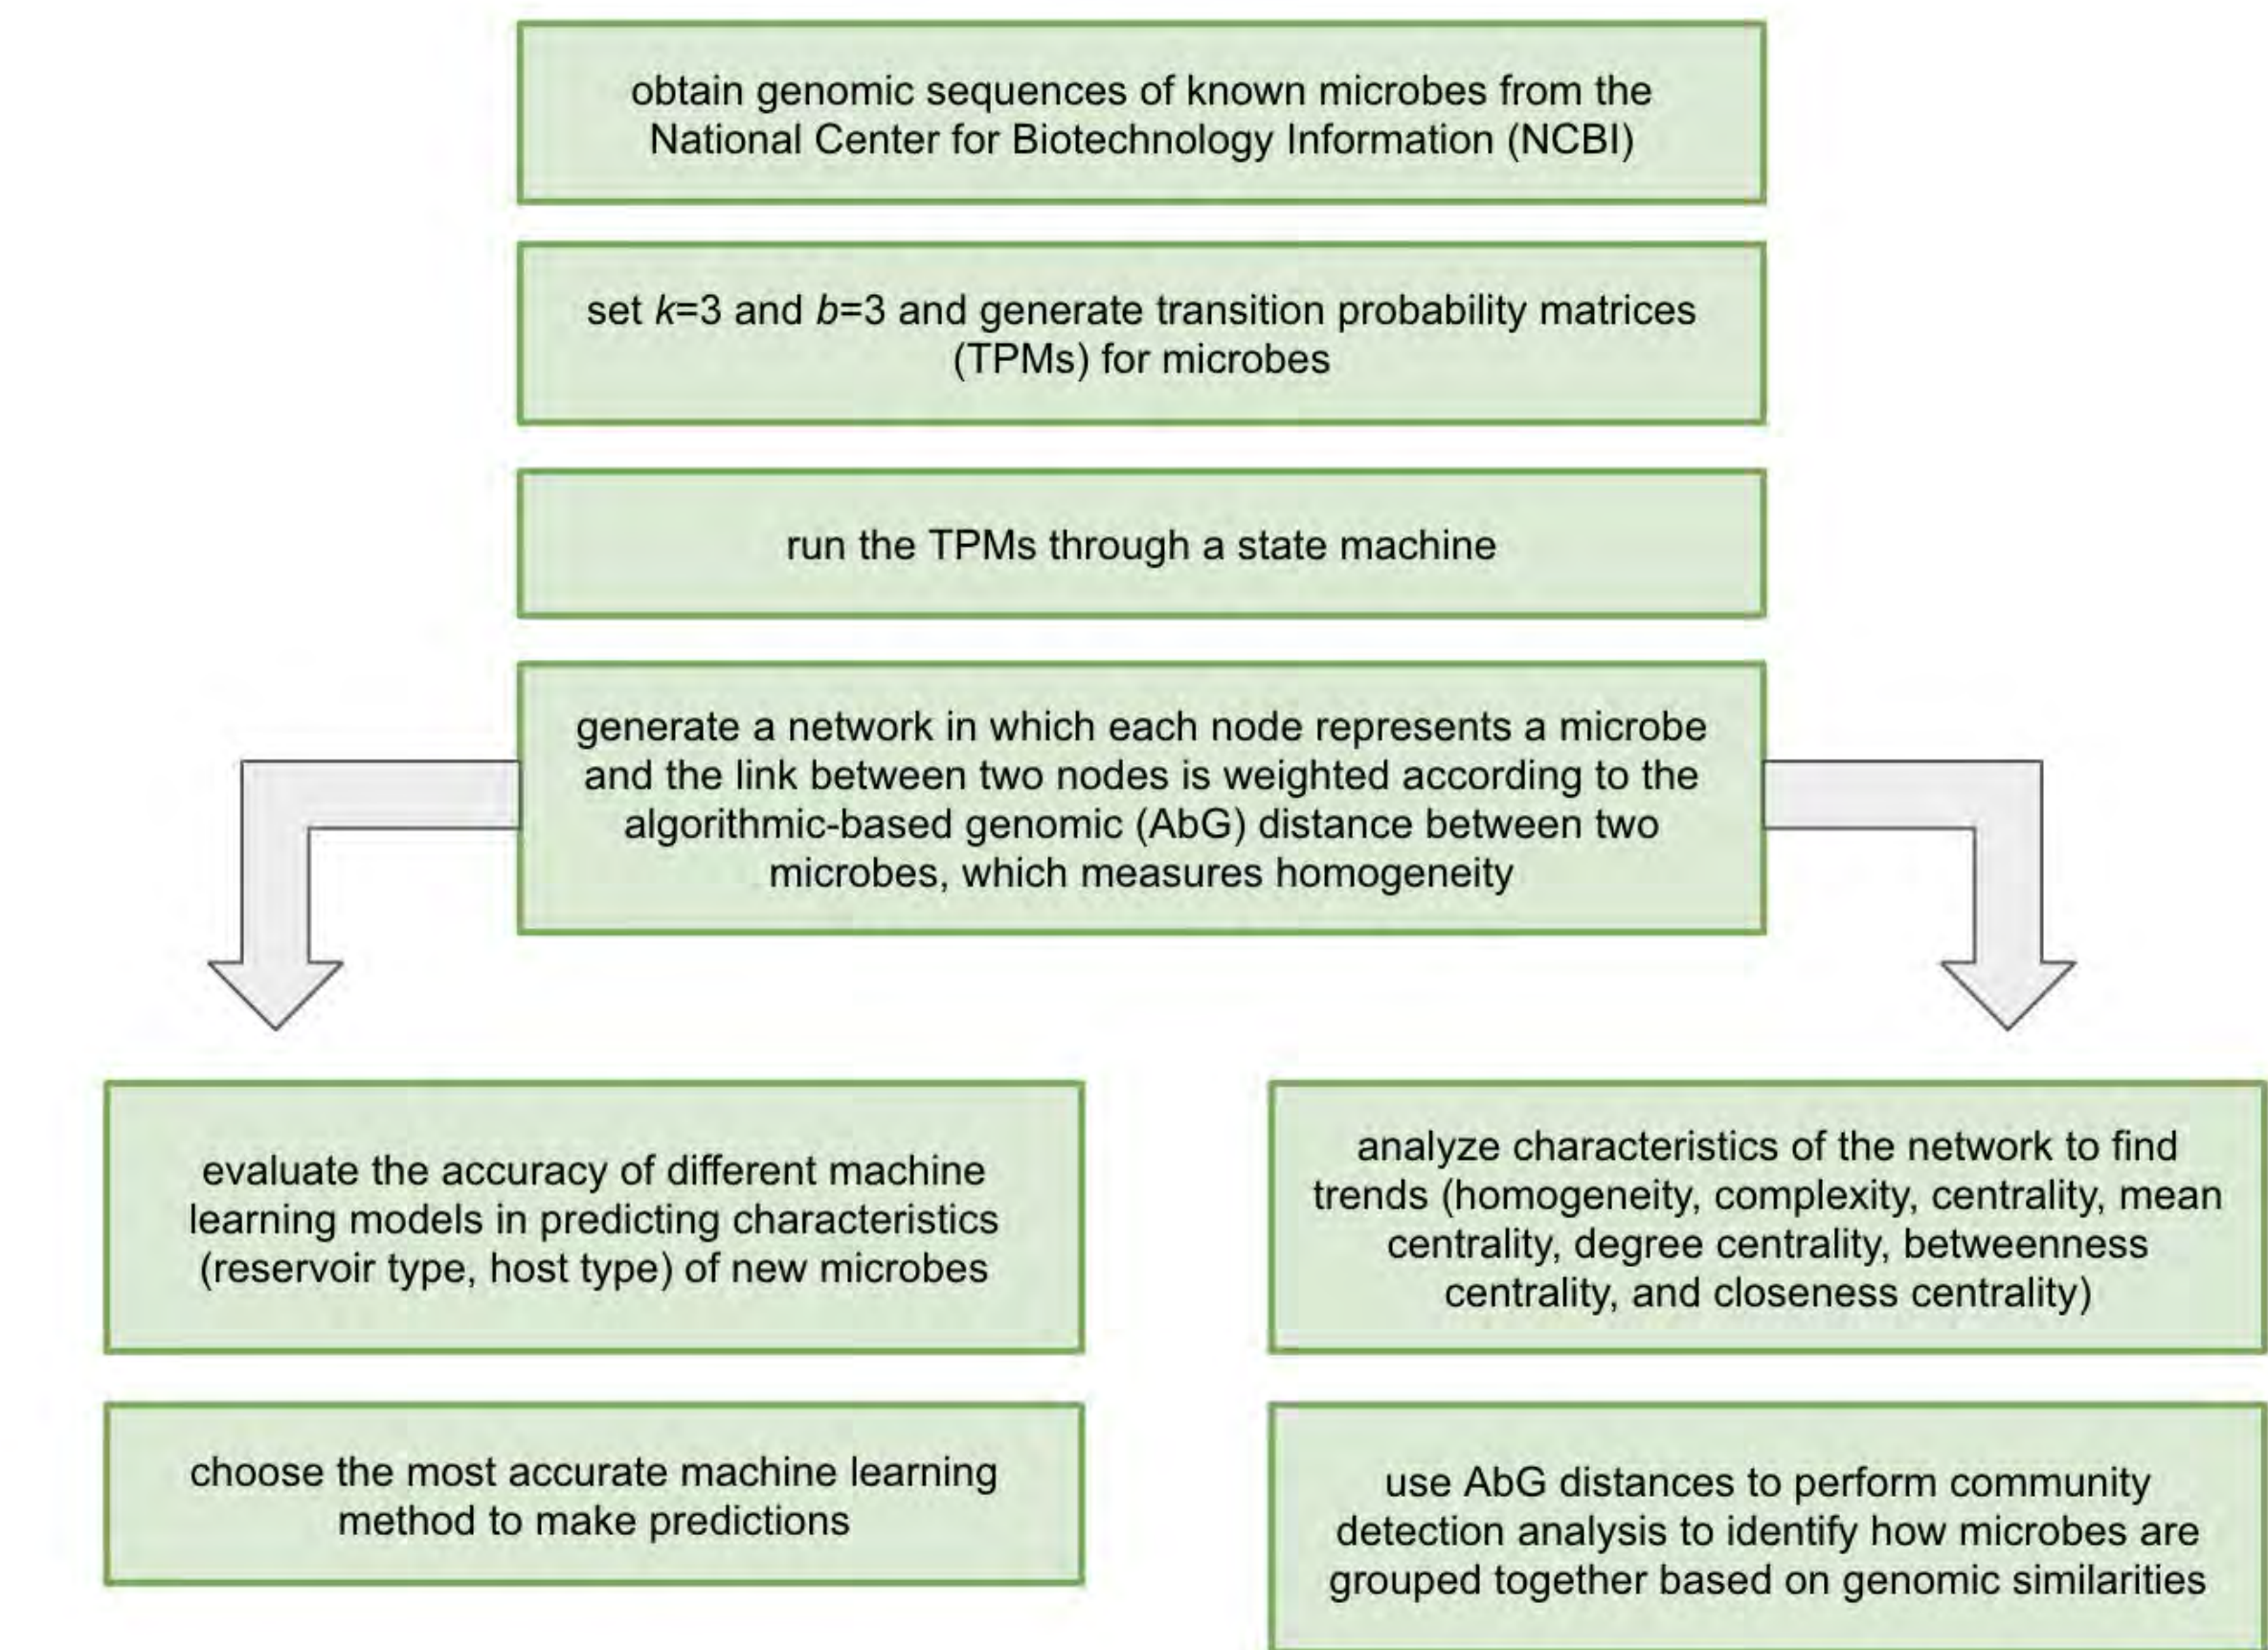 obtain genomic sequences of known microbes from the
National Center for Biotechnology Information (NCBI)
set k=3 and b=3 and generate transition probability matrices
(TPMs) for microbes
run the TPMs through a state machine
generate a network in which each node represents a microbe
and the link between two nodes is weighted according to the
algorithmic-based genomic (AbG) distance between two
microbes, which measures homogeneity
evaluate the accuracy of different machine
learning models in predicting characteristics
(reservoir type, host type) of new microbes
choose the most accurate machine learning
method to make predictions
analyze characteristics of the network to find
trends (homogeneity, complexity, centrality, mean
centrality, degree centrality, betweenness
centrality, and closeness centrality)
use AbG distances to perform community
detection analysis to identify how microbes are
grouped together based on genomic similarities